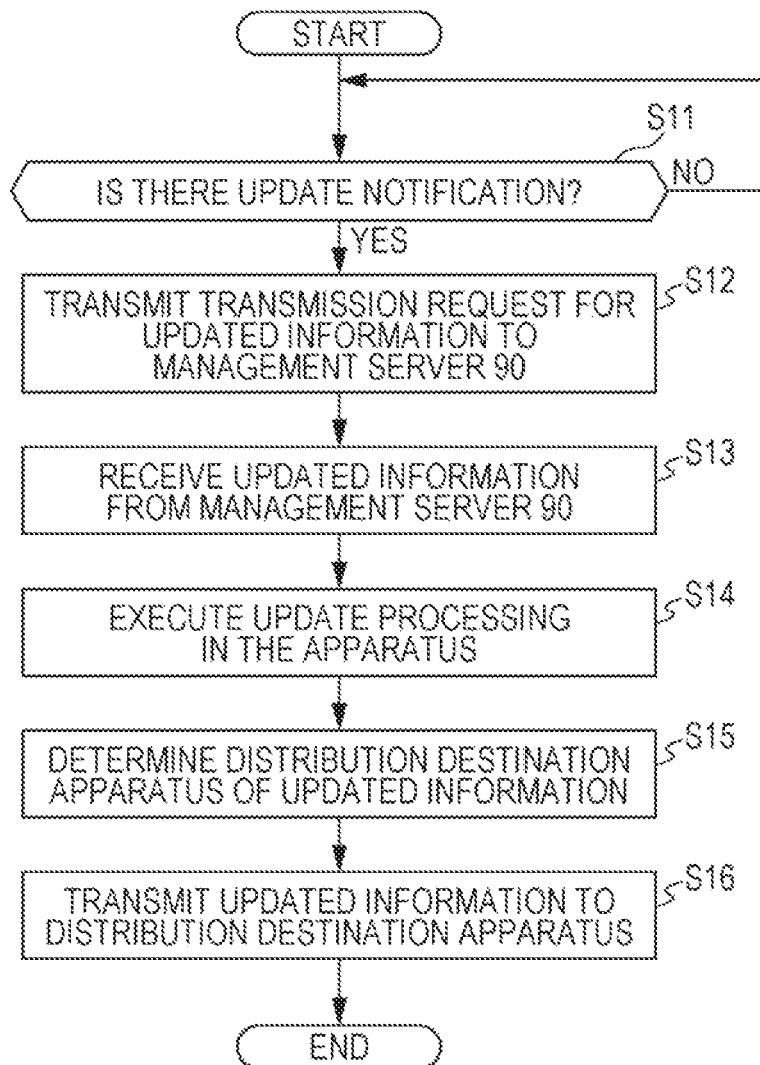 START
S11
IS THERE UPDATE NOTIFICATION?
NO
YES
S12
TRANSMIT TRANSMISSION REQUEST FOR
UPDATED INFORMATION TO
MANAGEMENT SERVER 90
S13
RECEIVE UPDATED INFORMATION
FROM MANAGEMENT SERVER 90
S14
EXECUTE UPDATE PROCESSING
IN THE APPARATUS
S15
DETERMINE DISTRIBUTION DESTINATION
APPARATUS OF UPDATED INFORMATION
S16
TRANSMIT UPDATED INFORMATION TO
DISTRIBUTION DESTINATION APPARATUS
END